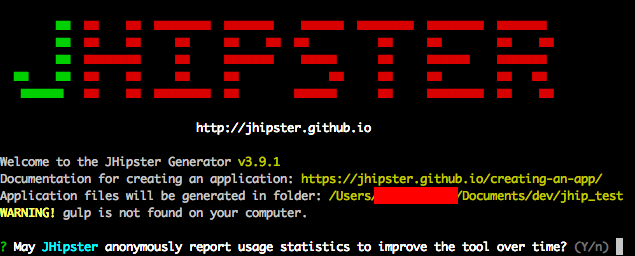 JHIPSTER
http://jhipster.github.io
Welcome to the JHipster Generator v3.9.1
Documentation for creating an application: https://jhipster.github.io/creating-an-app/
Application files will be generated in folder: /Users/ /Documents/dev/jhip_test
WARNING! gulp is not found on your computer.
? May JHipster anonymously report usage statistics to improve the tool over time? (Y/n)